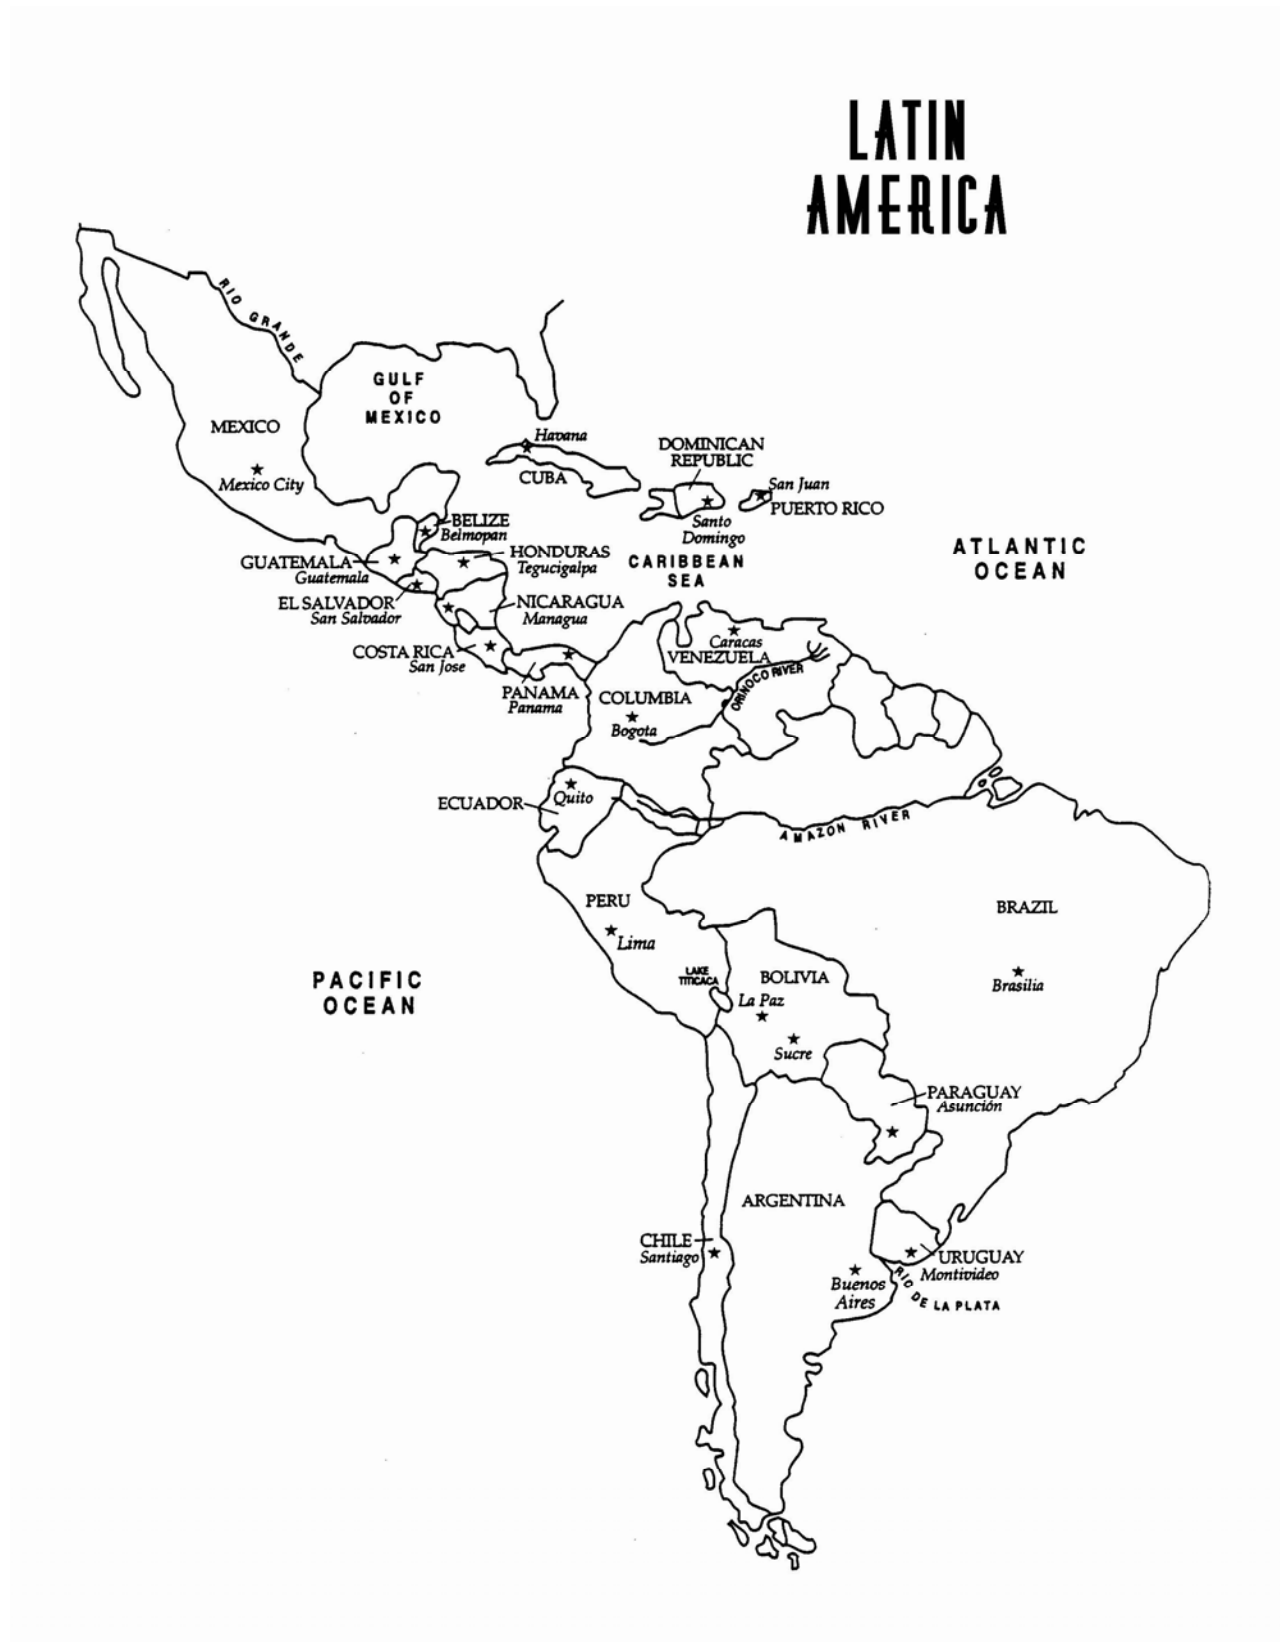 LATIN
AMERICA
RIO GRANDE
GULF
OF
MEXICO
MEXICO
Mexico City
Havana
CUBA
DOMINICAN
REPUBLIC
San Juan
PUERTO RICO
Santo
Domingo
BELIZE
Belmopan
GUATEMALA
Guatemala
HONDURAS
Tegucigalpa
CARIBBEAN
SEA
ATLANTIC
OCEAN
EL SALVADOR
San Salvador
NICARAGUA
Managua
COSTA RICA
San Jose
PANAMA
Panama
Caracas
VENEZUELA
ORINOCO RIVER
COLUMBIA
Bogota
ECUADOR
Quito
AMAZON RIVER
PERU
Lima
BRAZIL
Brasilia
PACIFIC
OCEAN
LAKE
TITICACA
BOLIVIA
La Paz
Sucre
PARAGUAY
Asunción
ARGENTINA
CHILE
Santiago
URUGUAY
Montivideo
Buenos
Aires
RIO DE LA PLATA